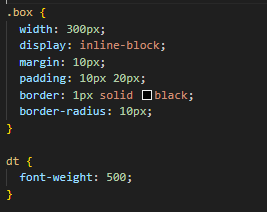 .box {
width: 300px;
display: inline-block;
margin: 10px;
padding: 10px 20px;
border: 1px solid black;
border-radius: 10px;
}
dt {
font-weight: 500;
}